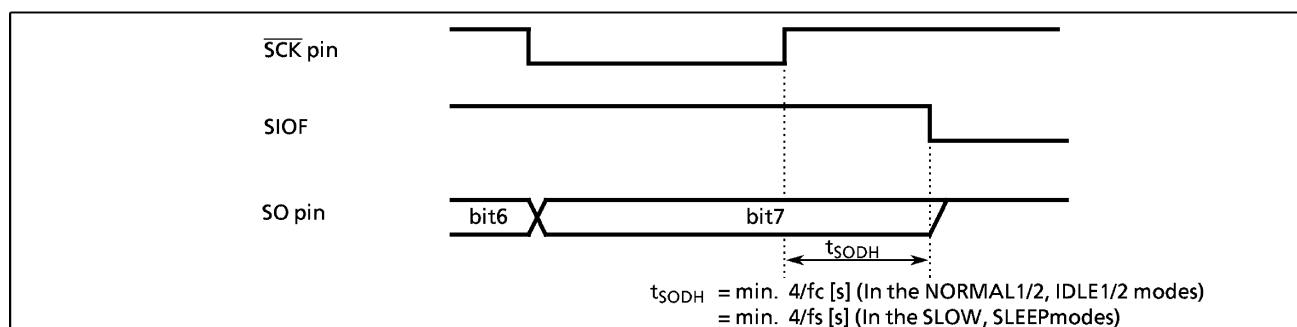 SCK pin
SIOF
SO pin
bit6
bit7
tSODH
tSODH = min. 4/fc [s] (In the NORMAL1/2, IDLE1/2 modes)
= min. 4/fs [s] (In the SLOW, SLEEPmodes)